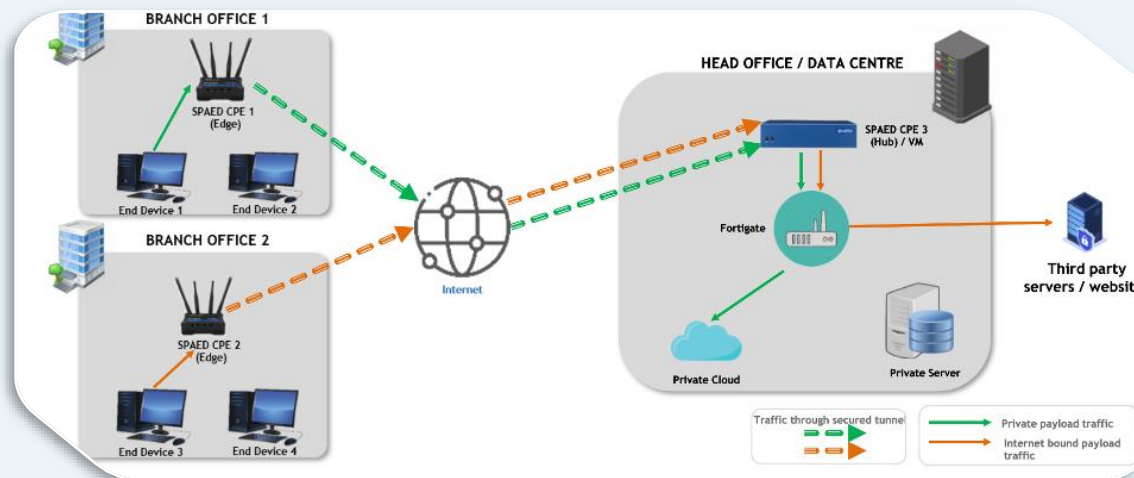 BRANCH OFFICE 1
SPAED CPE 1
(Edge)
End Device 1
End Device 2
BRANCH OFFICE 2
SPAED CPE 2
(Edge)
End Device 3
End Device 4
Internet
HEAD OFFICE / DATA CENTRE
SPAED CPE 3
(Hub) / VM
Fortigate
Private Cloud
Private Server
Third party
servers / websit
Traffic through secured tunnel
Private payload traffic
Internet bound payload
traffic